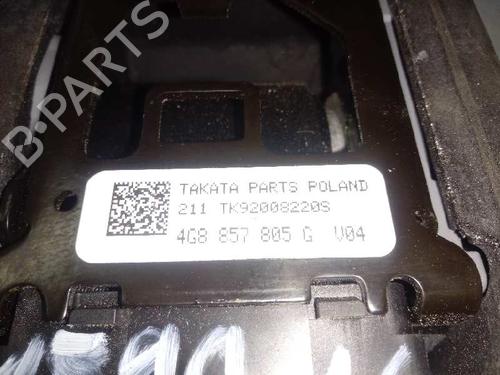 B-PARTS
TAKATA PARTS POLAND
211 TK92008220S
4G8 857 805 G V04